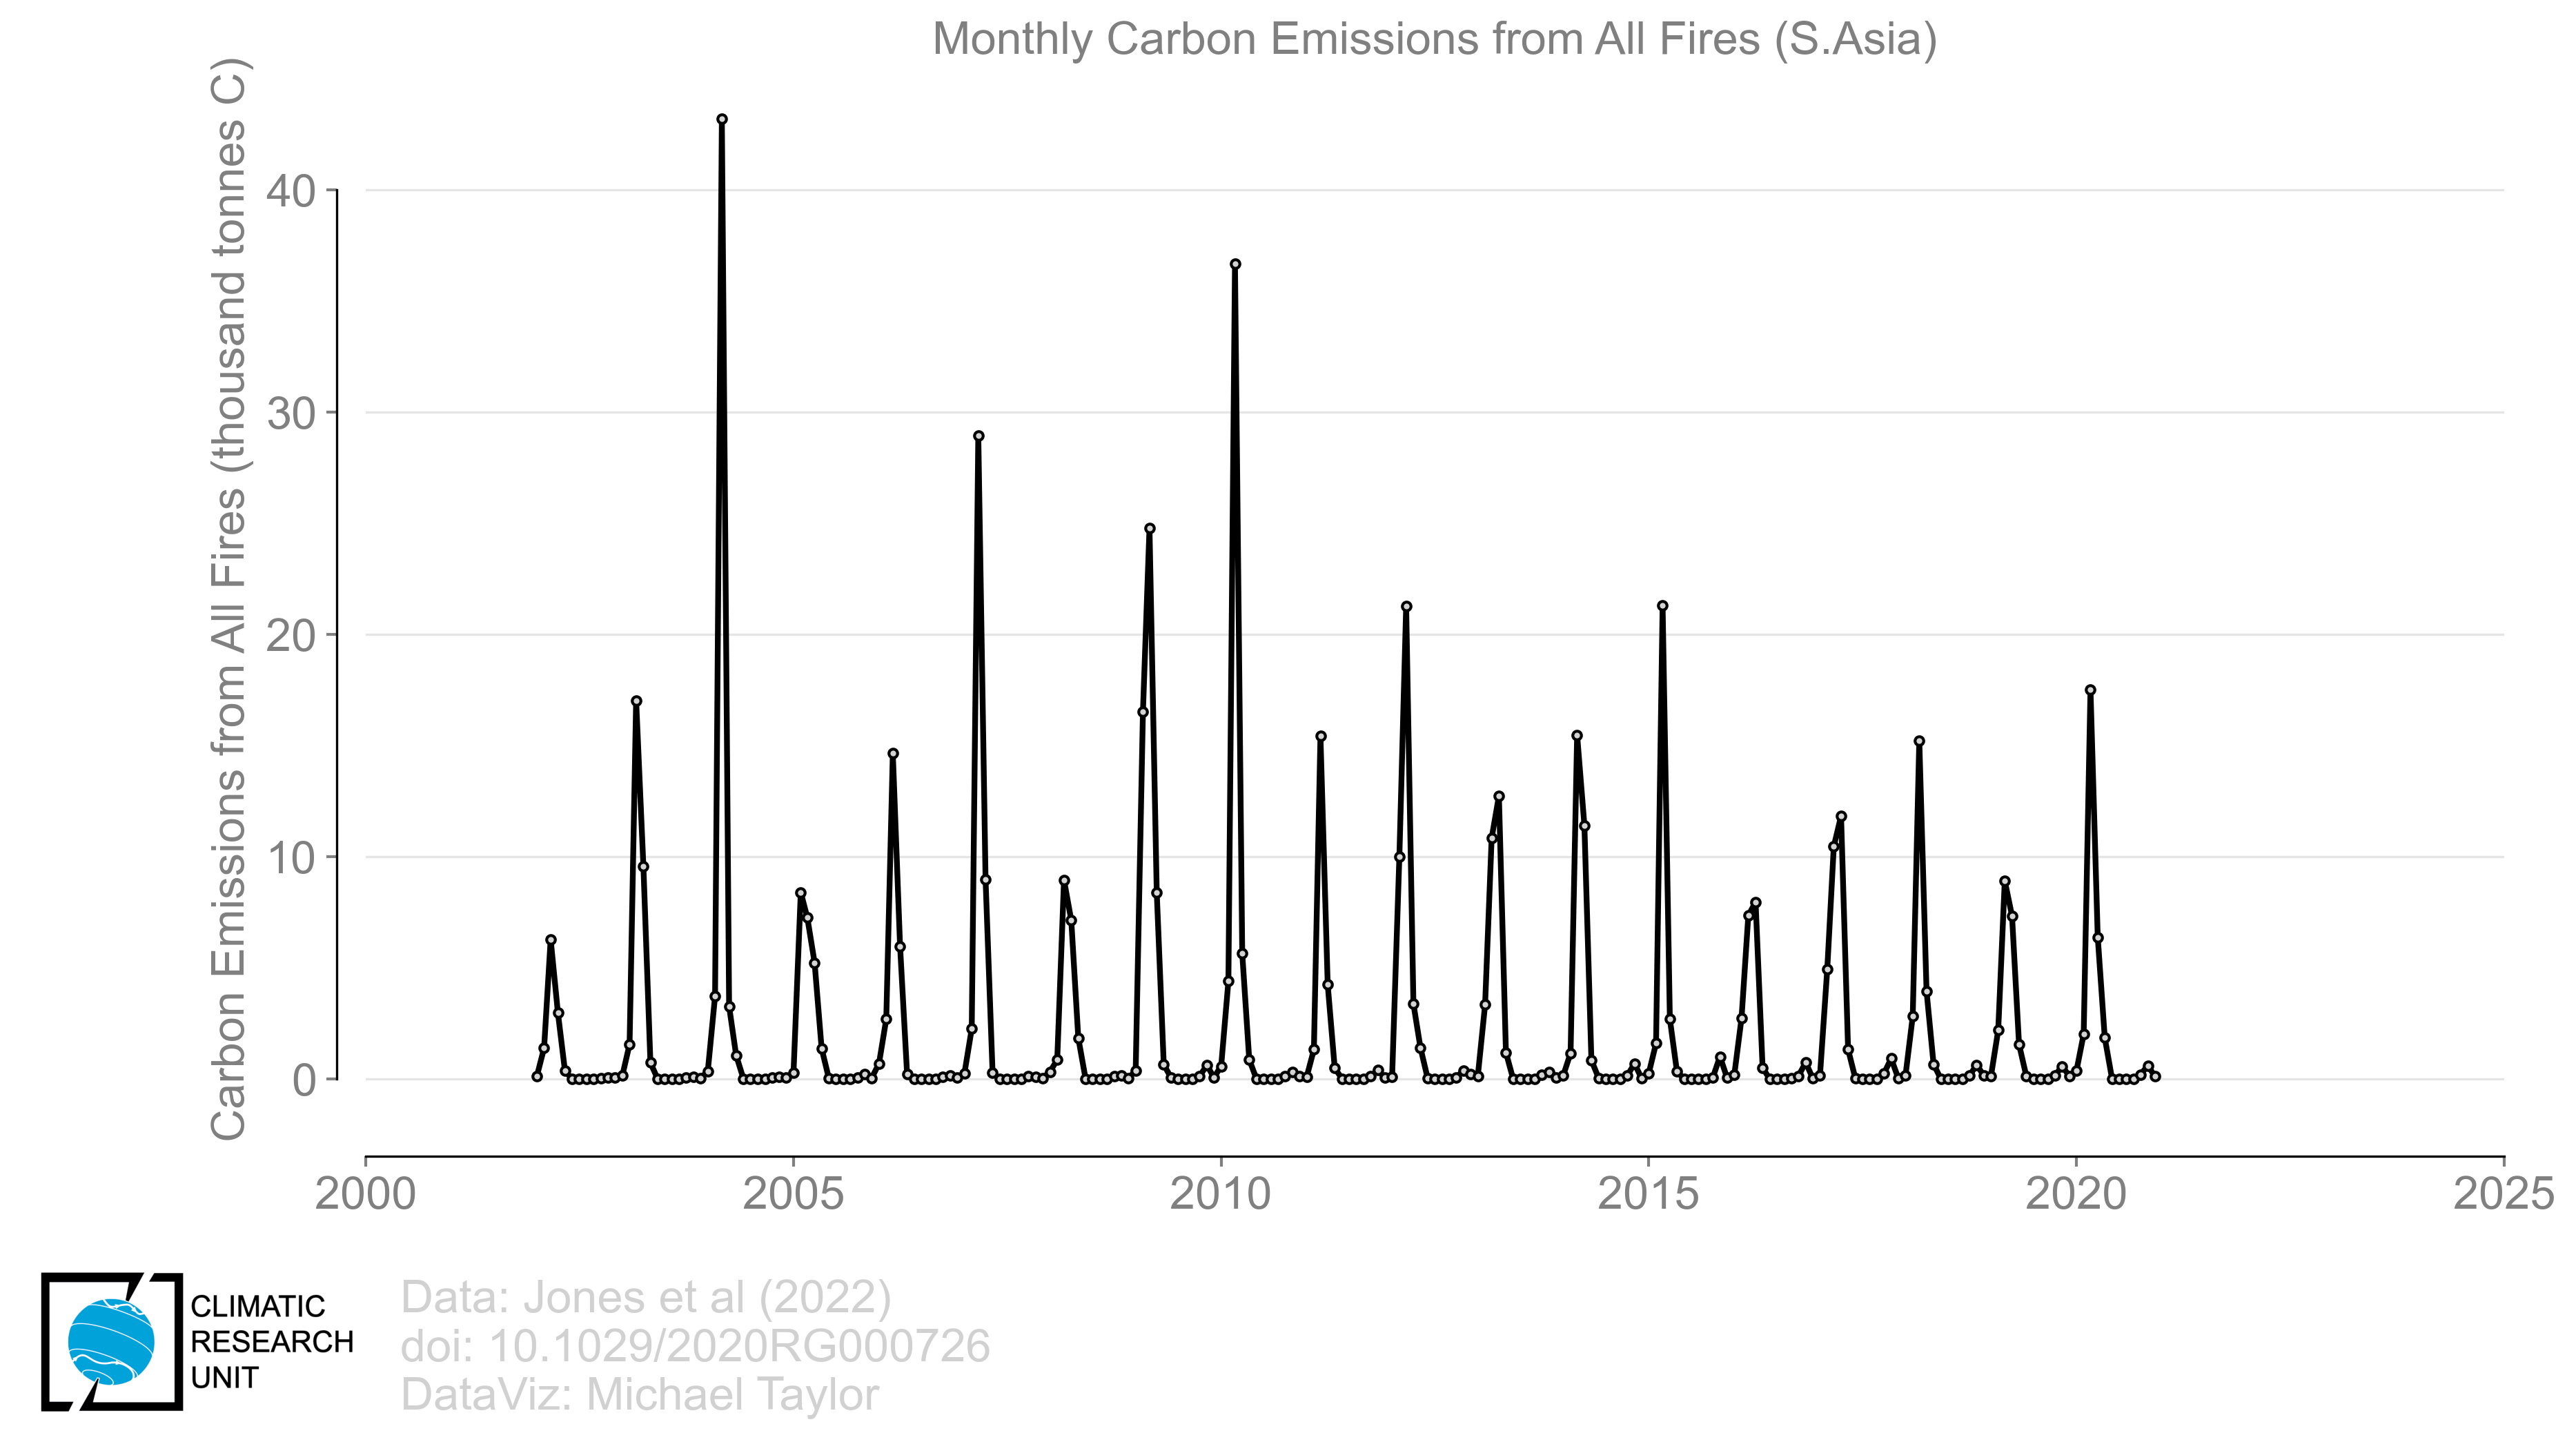 Monthly Carbon Emissions from All Fires (S.Asia)
Carbon Emissions from All Fires (thousand tonnes C)
40
30
20
10
0
2000
2005
2010
2015
2020
2025
CLIMATIC
RESEARCH
UNIT
Data: Jones et al (2022)
doi: 10.1029/2020RG000726
DataViz: Michael Taylor